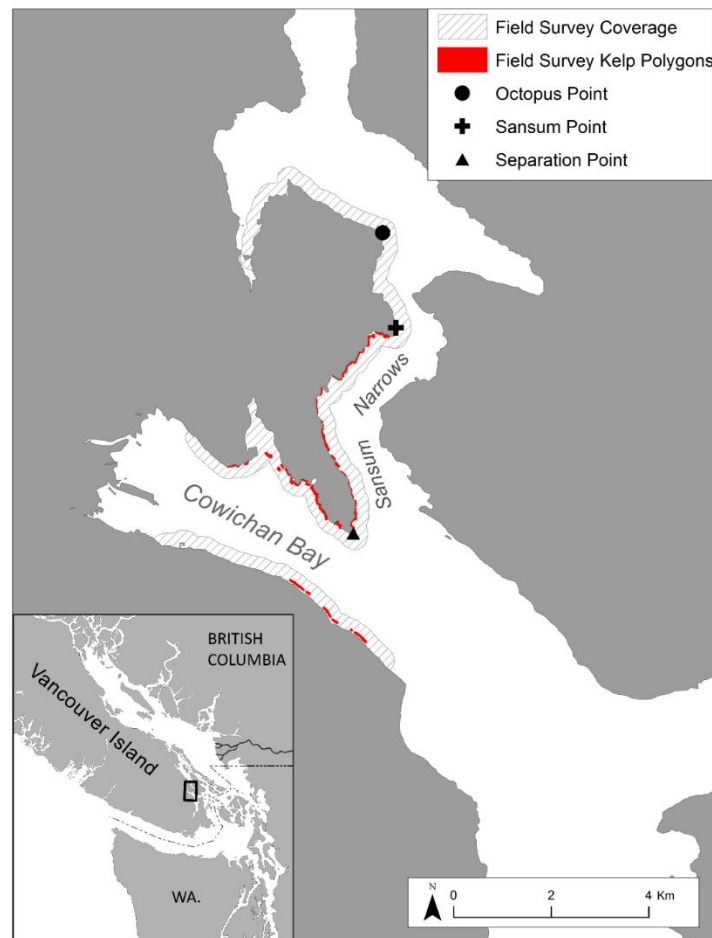 Field Survey Coverage
Field Survey Kelp Polygons
Octopus Point
Sansum Point
Separation Point
Narrows
Sansum
Cowichan Bay
BRITISH
COLUMBIA
Vancouver Island
WA.
N
0 2 4 Km